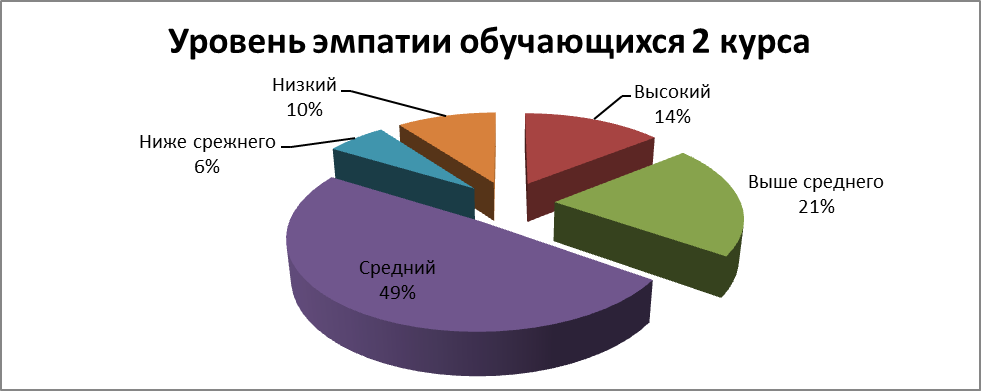 Уровень эмпатии обучающихся 2 курса
Низкий
10%
Высокий
14%
Ниже срежнего
6%
Выше среднего
21%
Средний
49%